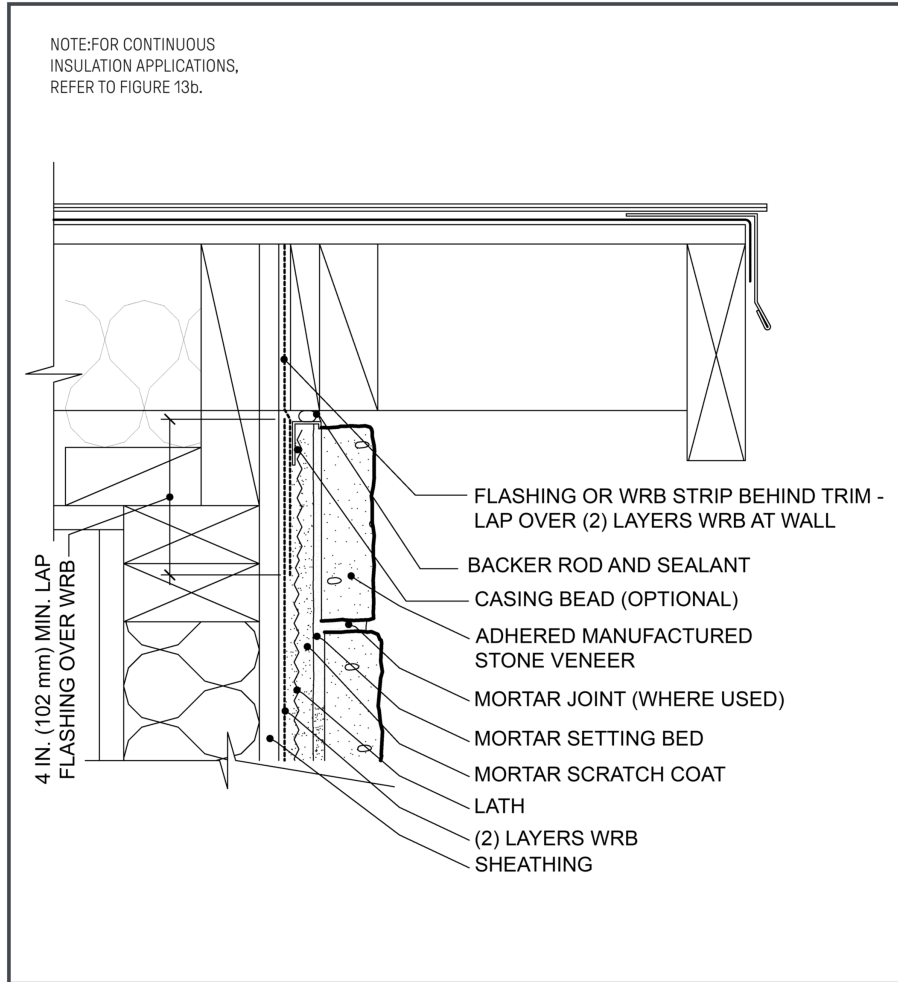 NOTE:FOR CONTINUOUS
INSULATION APPLICATIONS,
REFER TO FIGURE 13b.
FLASHING OR WRB STRIP BEHIND TRIM -
LAP OVER (2) LAYERS WRB AT WALL
BACKER ROD AND SEALANT
CASING BEAD (OPTIONAL)
ADHERED MANUFACTURED
STONE VENEER
MORTAR JOINT (WHERE USED)
MORTAR SETTING BED
MORTAR SCRATCH COAT
LATH
(2) LAYERS WRB
SHEATHING
4 IN. (102 mm) MIN. LAP
FLASHING OVER WRB